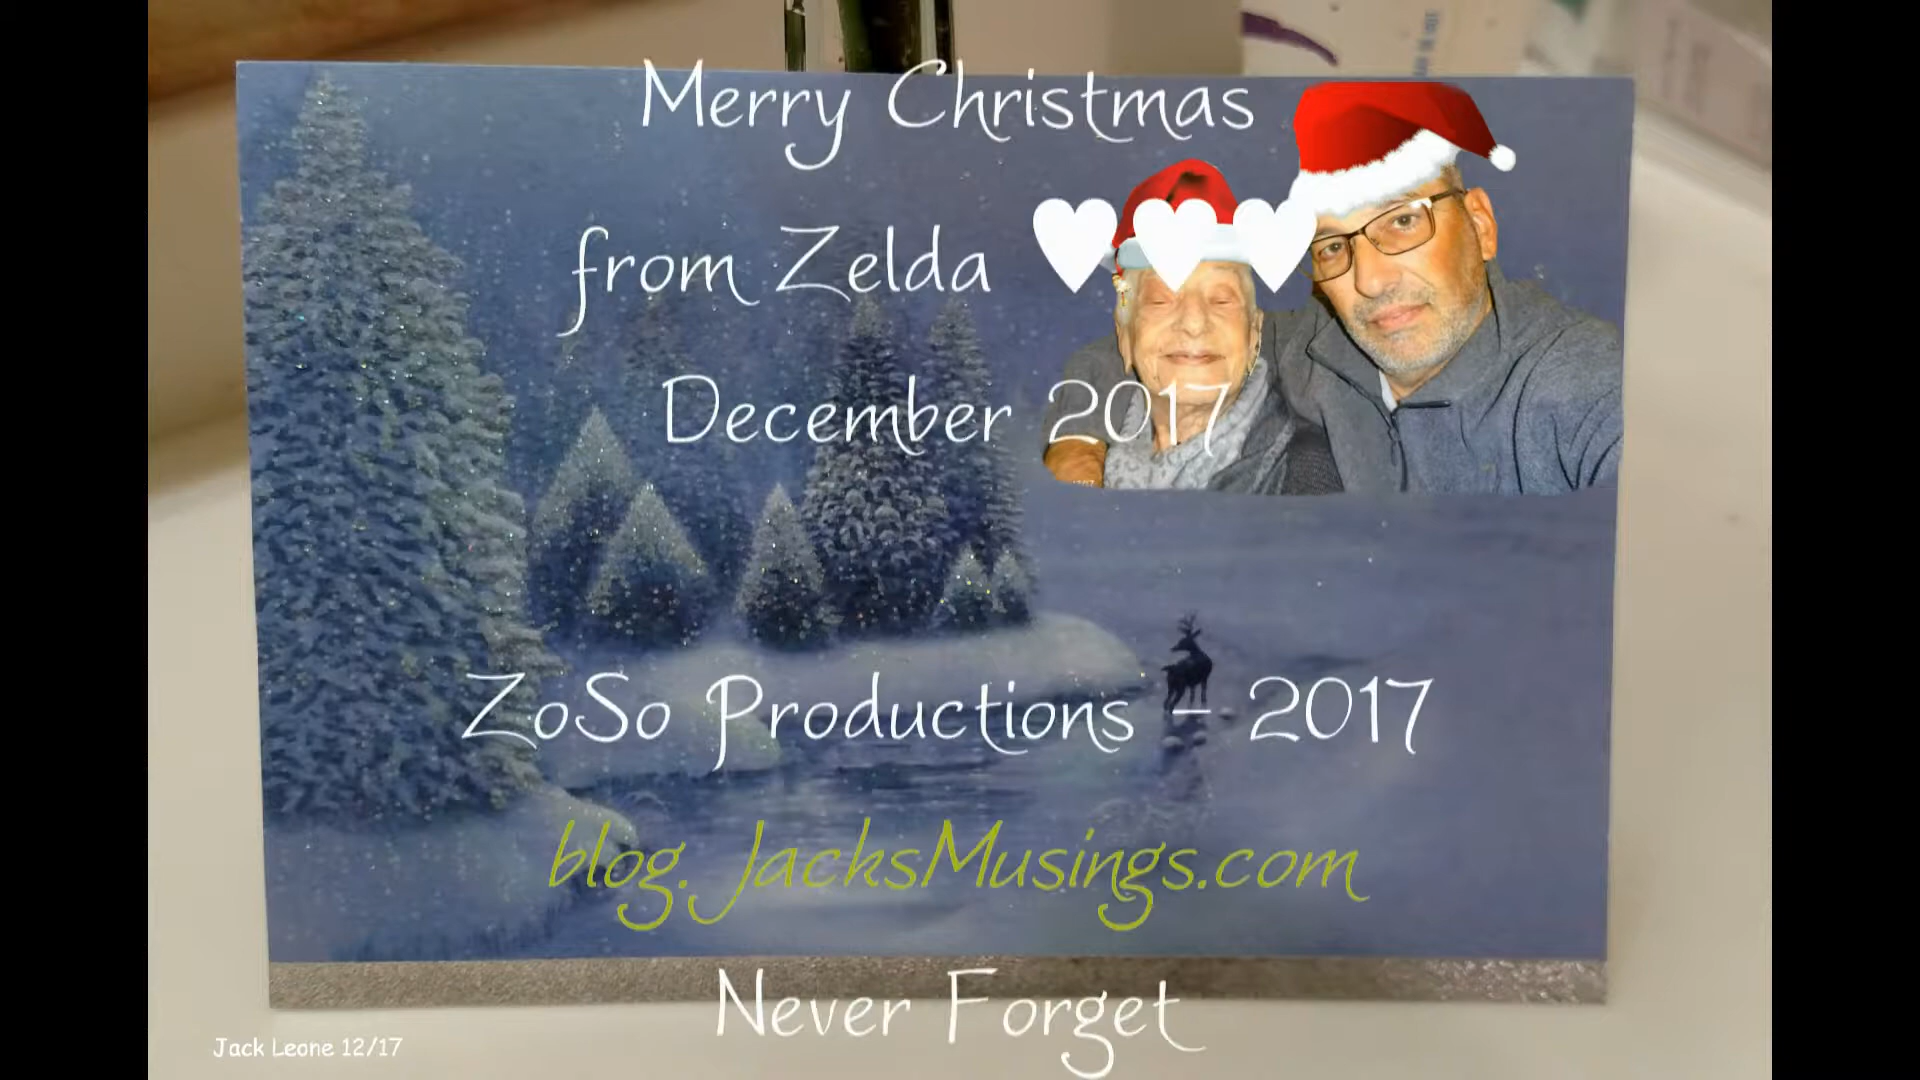 Merry Christmas
from Zelda 🤍🤍🤍
December 2017
ZoSo Productions - 2017
blog. JacksMusings.com
Never Forget
Jack Leone 12/17